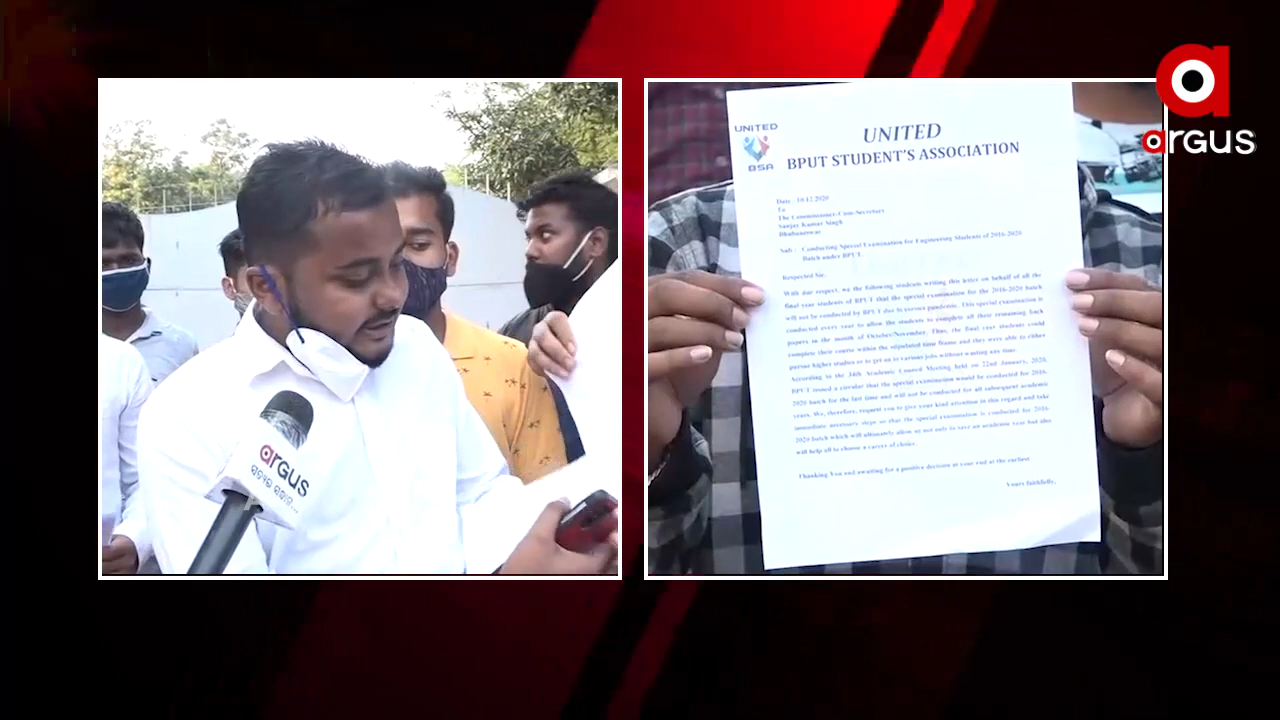 argus
argus
ସତ୍ୟର ସନ୍ଧାନ...
UNITED
BSA
UNITED
BPUT STUDENT'S ASSOCIATION
Date : 10.12.2020
To
The Commissioner-Cum-Secretary
Sanjay Kumar Singh
Bhubaneswar
Sub : Conducting Special Examination for Engineering Students of 2016-2020
Batch under BPUT.
Respected Sir,
With due respect, we the following students writing this letter on behalf of all the
final year students of BPUT that the special examination for the 2016-2020 batch
will not be conducted by BPUT due to corona pandemic. This special examination is
conducted every year to allow the students to complete all their remaining back
papers in the month of October/November. Thus, the final year students could
complete their course within the stipulated time frame and they were able to either
pursue higher studies or to get on to various jobs without wasting any time.
According to the 34th Academic Council Meeting held on 22nd January, 2020,
BPUT issued a circular that the special examination would be conducted for 2016-
2020 batch for the last time and will not be conducted for all subsequent academic
years. We, therefore, request you to give your kind attention in this regard and take
immediate necessary steps so that the special examination is conducted for 2016-
2020 batch which will ultimately allow us not only to save an academic year but also
will help all to choose a career of choice.
Thanking You and awaiting for a positive decision at your end at the earliest.
Yours faithfully,